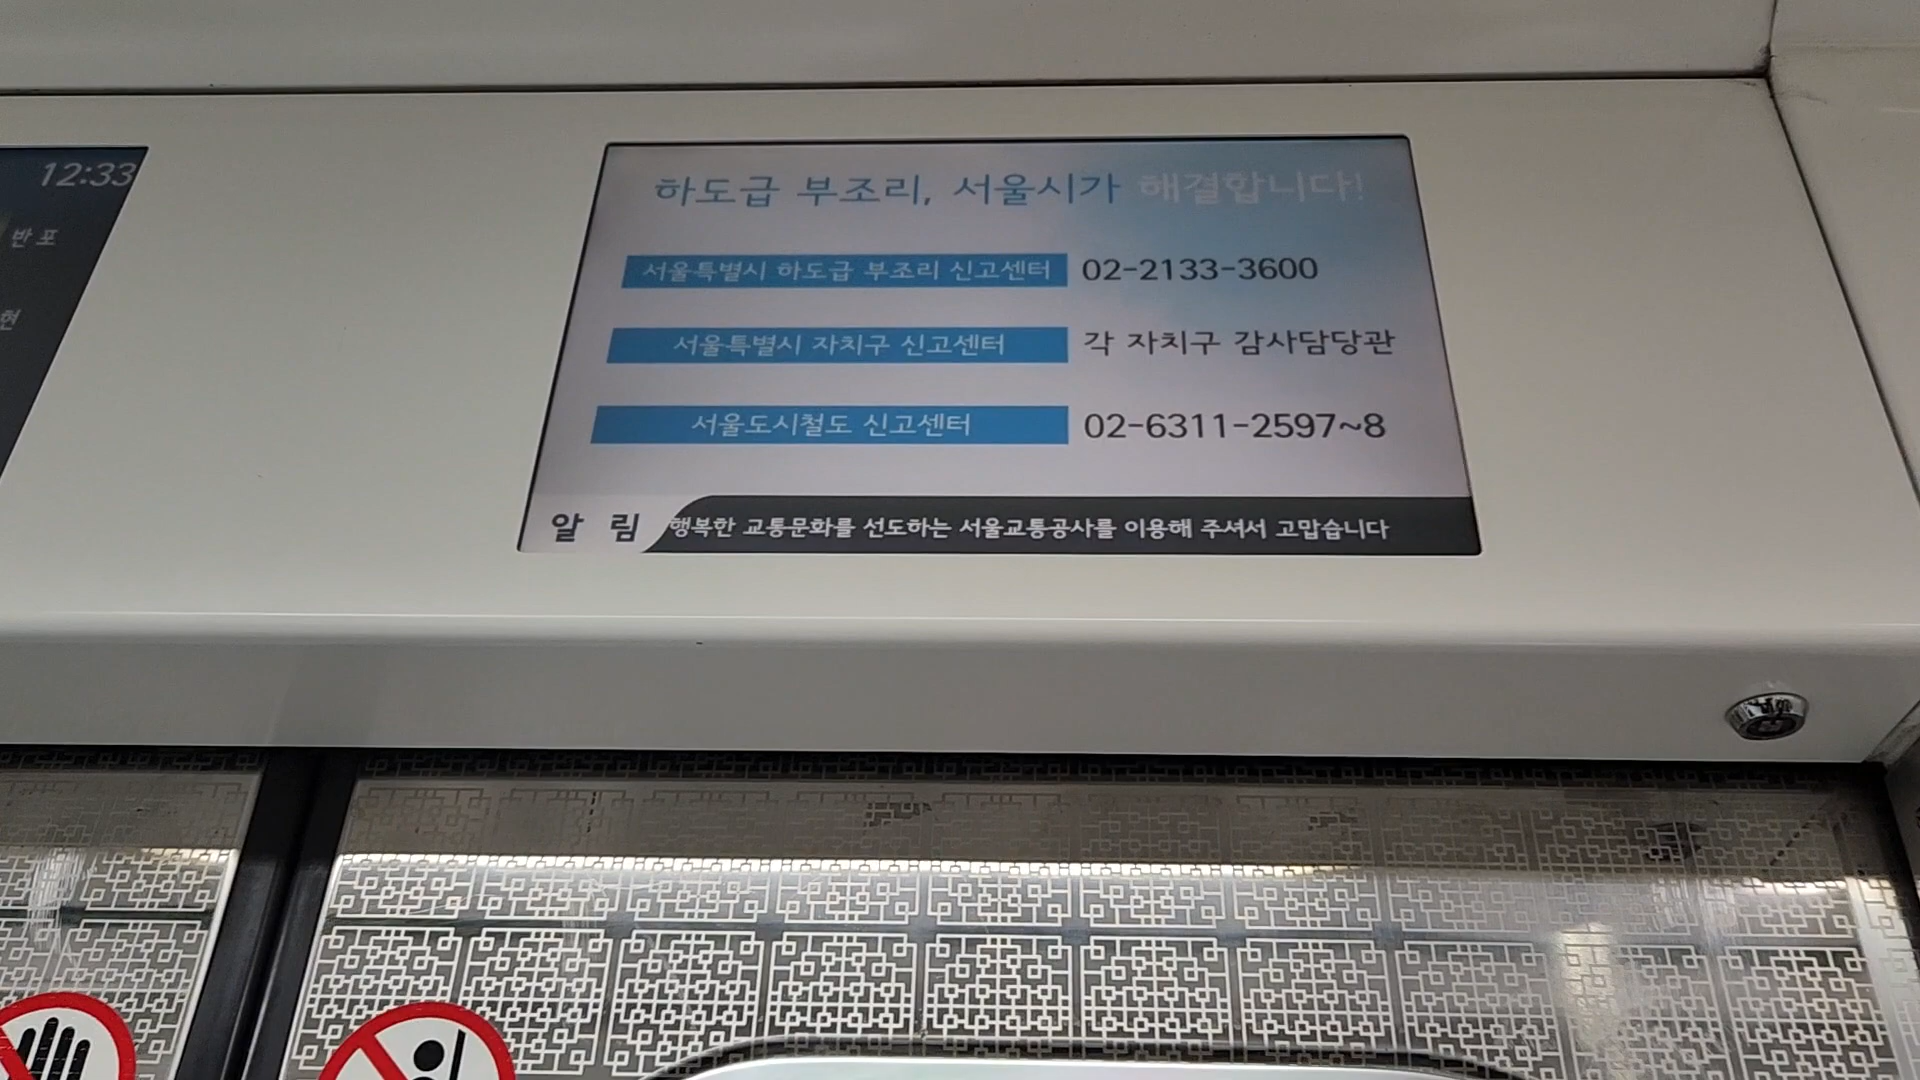 12:33
반포
현
하도급 부조리, 서울시가 해결합니다!
서울특별시 하도급 부조리 신고센터 02-2133-3600
서울특별시 자치구 신고센터 각 자치구 감사담당관
서울도시철도 신고센터 02-6311-2597~8
알 림 행복한 교통문화를 선도하는 서울교통공사를 이용해 주셔서 고맙습니다